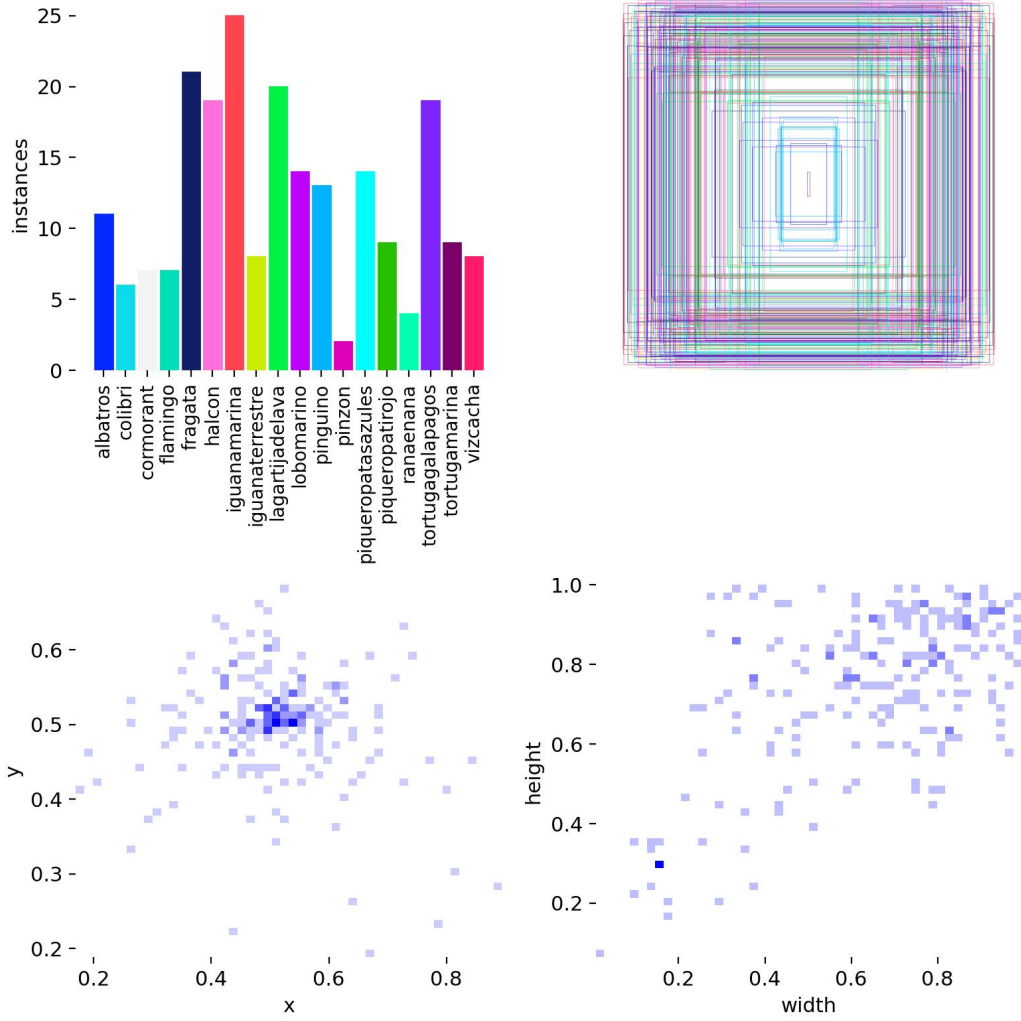 25
20
15
10
5
0
instances
albatros
colibri
cormorant
flamingo
fragata
halcon
iguanamarina
iguanaterrestre
lagartijadelava
lobomarino
pinguino
pinzon
piqueropatasazules
piqueropatirojo
ranaenana
tortugagalapagos
tortugamarina
vizcacha
0.6
0.5
0.4
0.3
0.2
y
0.2
0.4
0.6
0.8
x
1.0
0.8
0.6
0.4
0.2
height
0.2
0.4
0.6
0.8
width